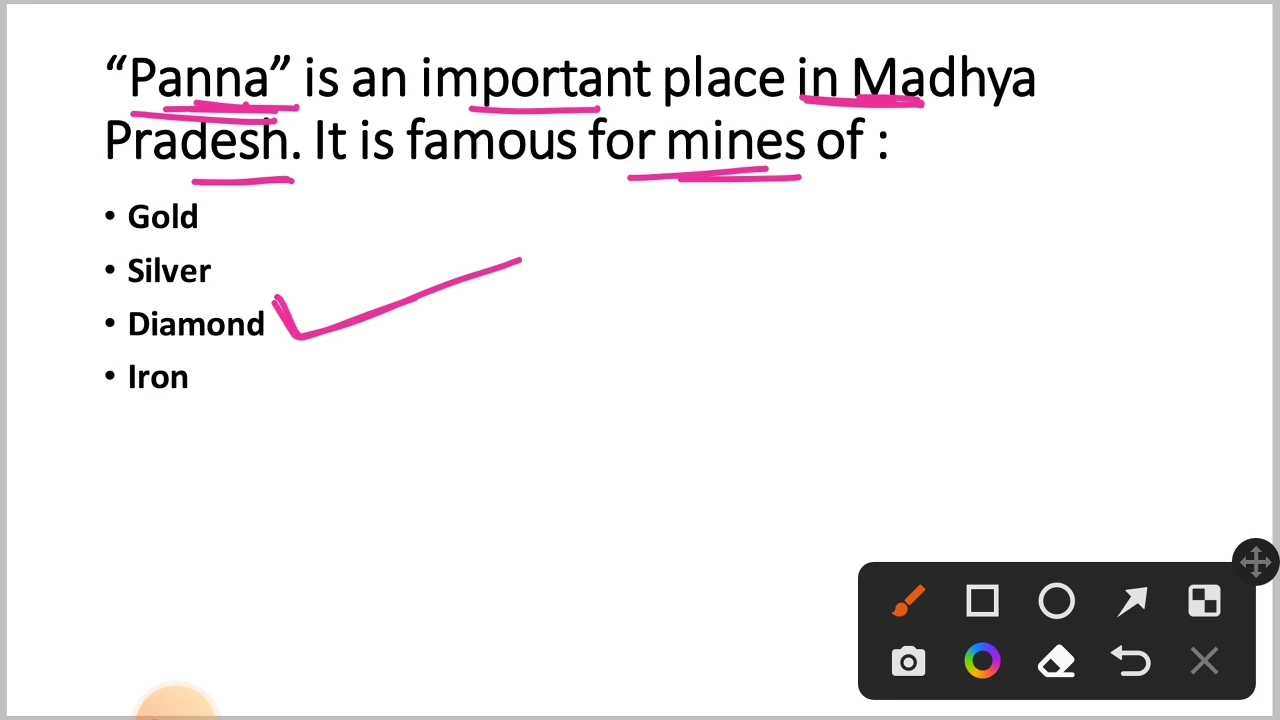 “Panna” is an important place in Madhya
Pradesh. It is famous for mines of :
• Gold
• Silver
• Diamond
• Iron